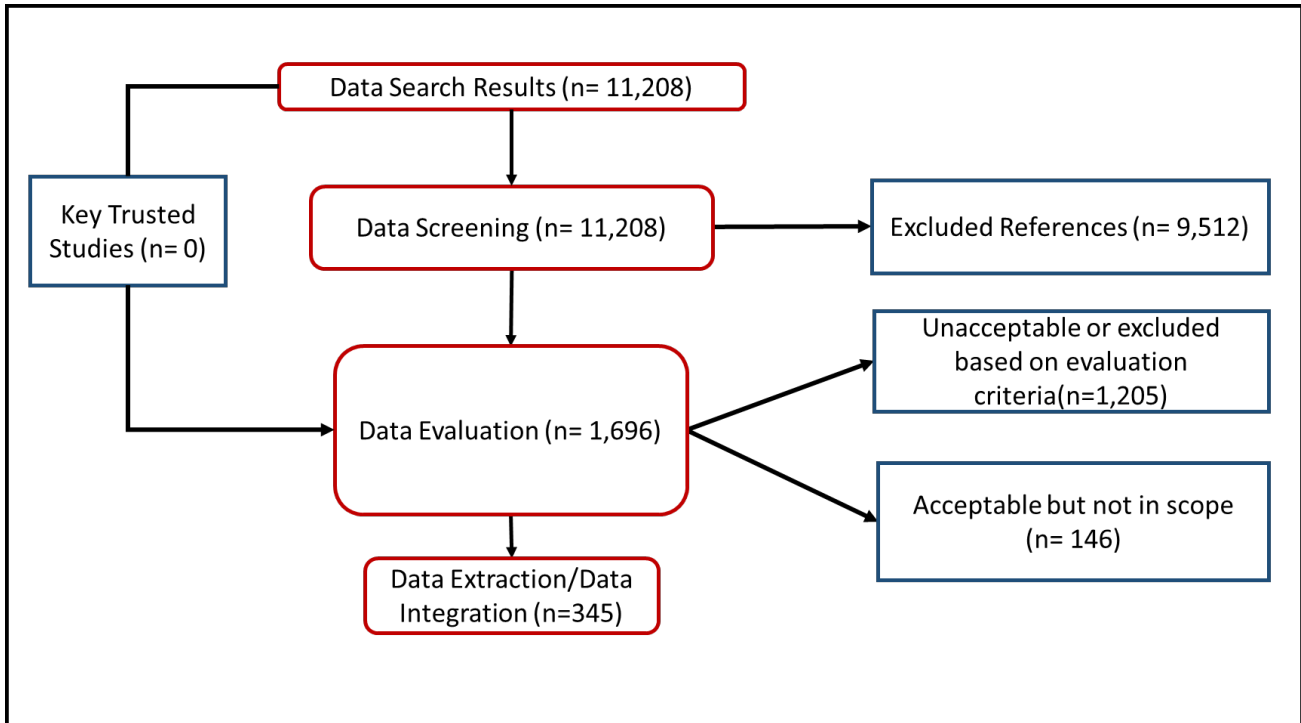 Data Search Results (n= 11,208)
Key Trusted
Studies (n= 0)
Data Screening (n= 11,208)
Excluded References (n= 9,512)
Data Evaluation (n= 1,696)
Unacceptable or excluded
based on evaluation
criteria(n=1,205)
Acceptable but not in scope
(n= 146)
Data Extraction/Data
Integration (n=345)